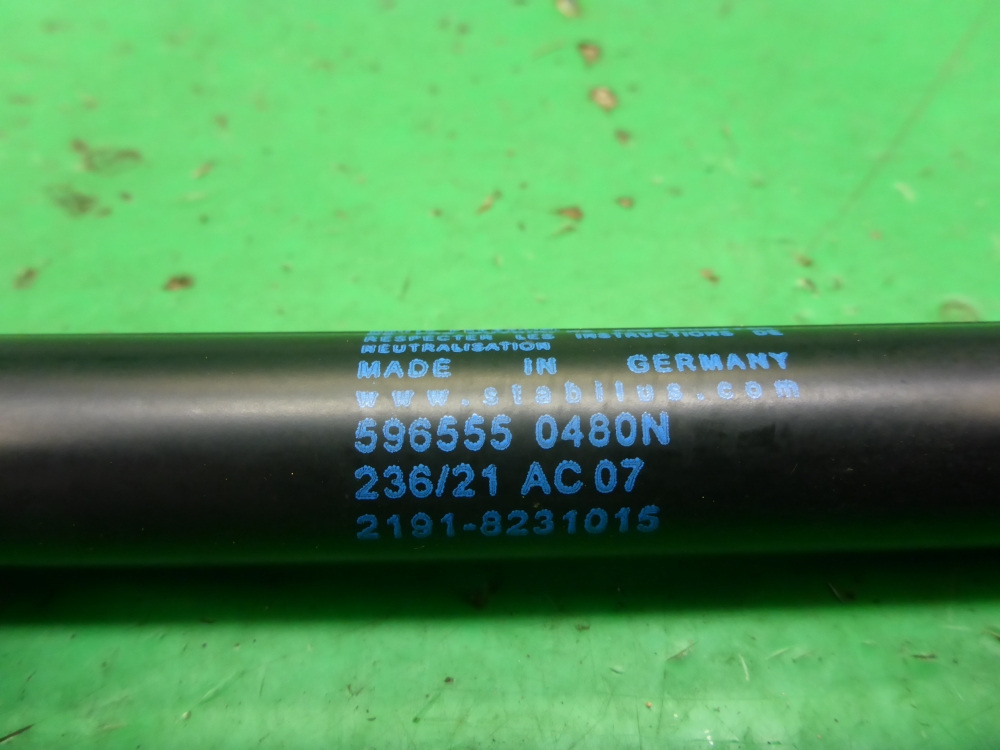 RESPECTER LES INSTRUCTIONS DE
NEUTRALISATION
MADE IN GERMANY
www.stabilus.com
596555 0480N
236/21 AC 07
2191-8231015